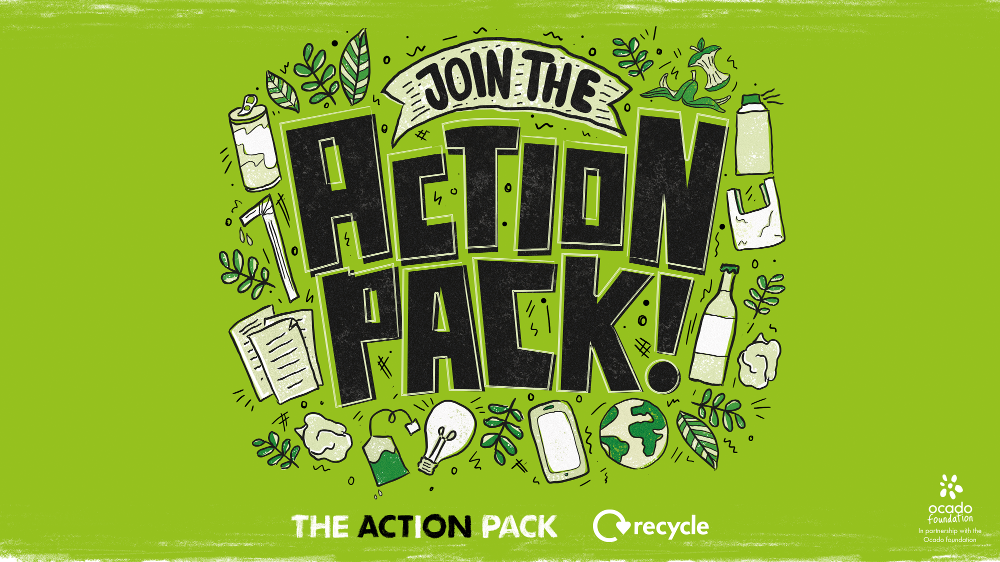 JOIN THE
ACTION
PACK!
THE ACTION PACK
recycle
ocado
foundation
In partnership with the
Ocado foundation